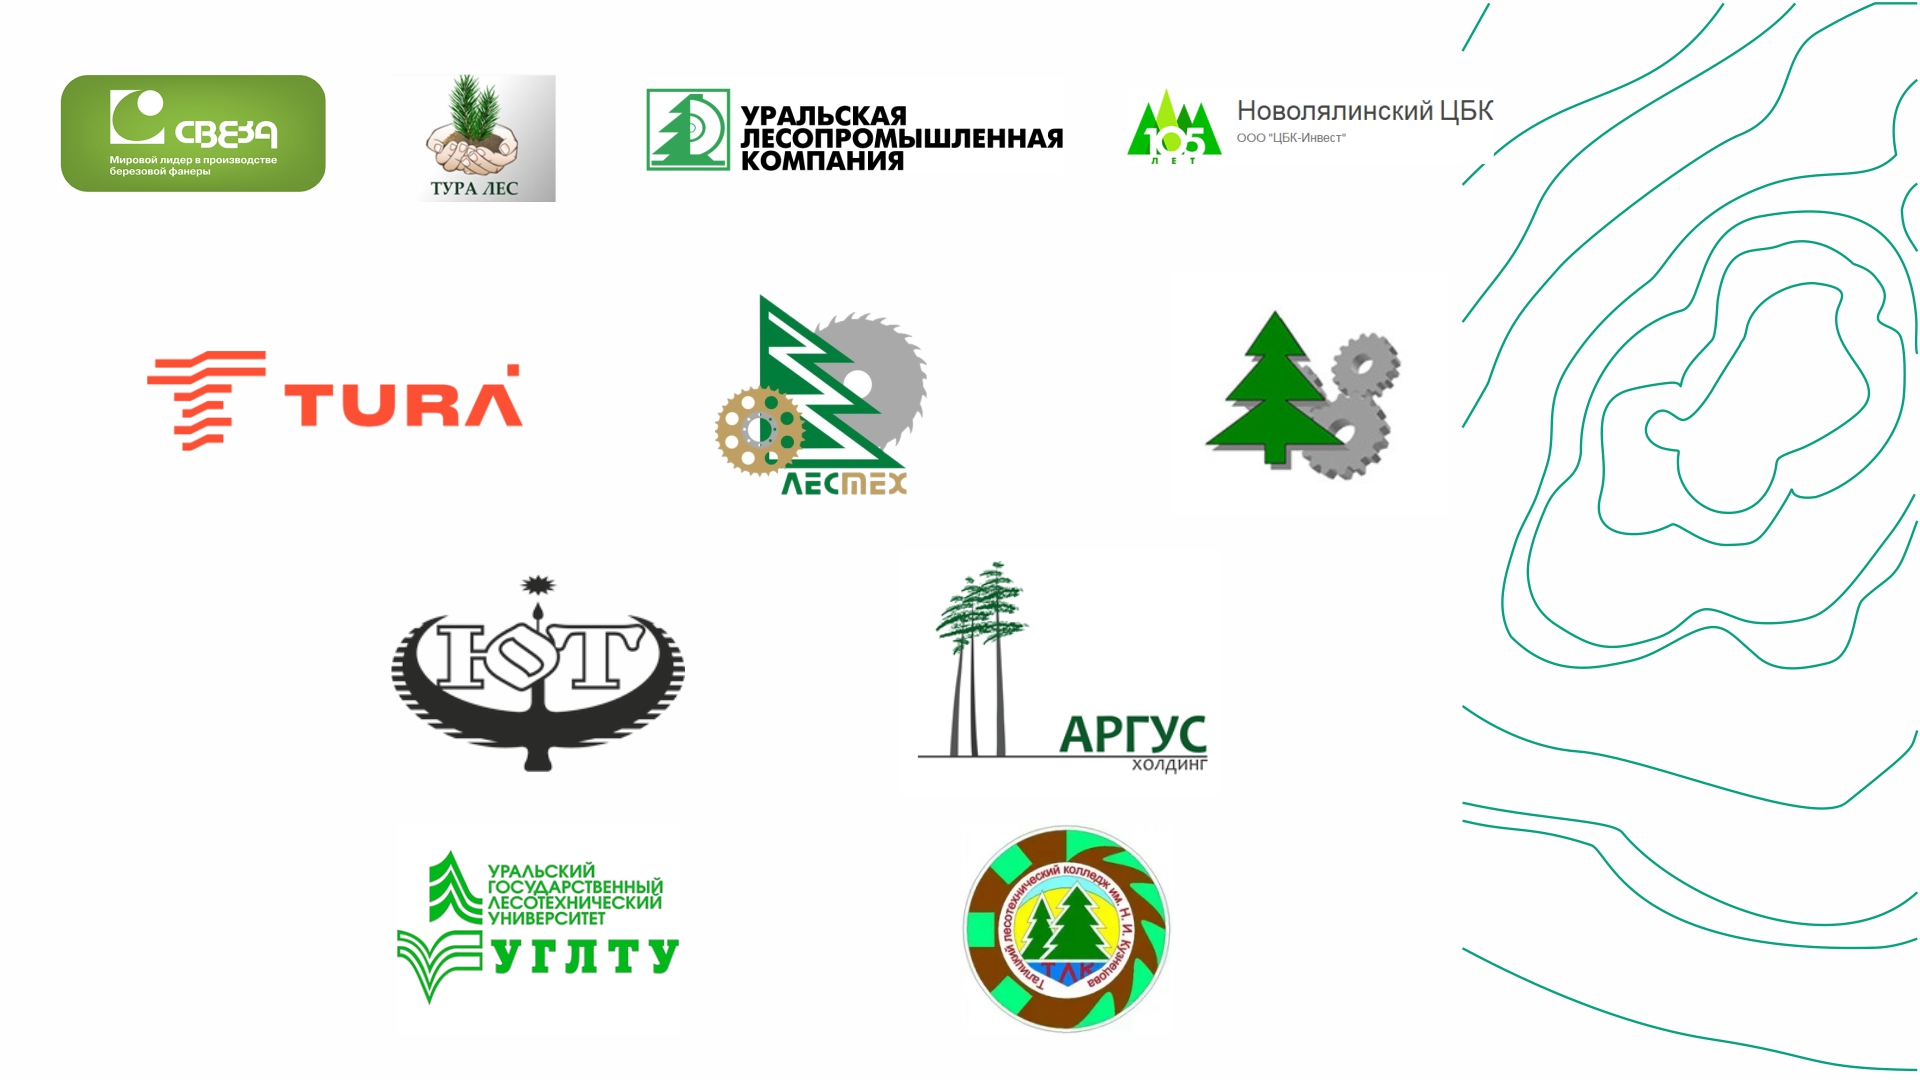 СВЕЗА
Мировой лидер в производстве
березовой фанеры
ТУРА ЛЕС
УРАЛЬСКАЯ
ЛЕСОПРОМЫШЛЕННАЯ
КОМПАНИЯ
105
ЛЕТ
Новолялинский ЦБК
ООО "ЦБК-Инвест"
TURA
ЛЕСТЕХ
ЮТ
АРГУС
ХОЛДИНГ
УРАЛЬСКИЙ
ГОСУДАРСТВЕННЫЙ
ЛЕСОТЕХНИЧЕСКИЙ
УНИВЕРСИТЕТ
УГЛТУ
Талицкий лесотехнический колледж им. Н. И. Кузнецова
ТЛК